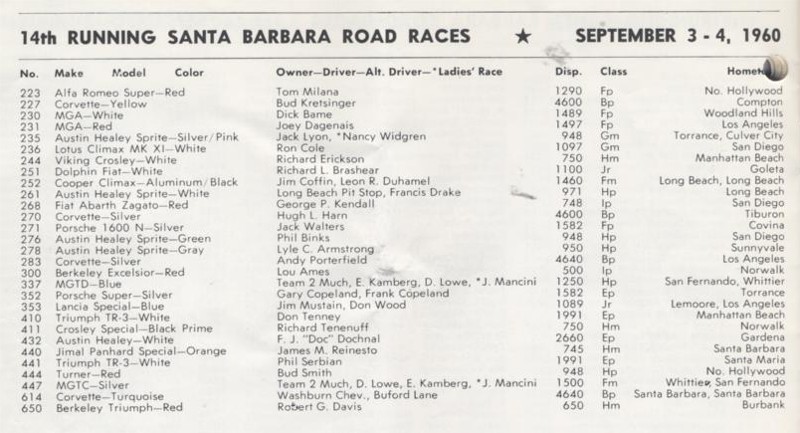 14th RUNNING SANTA BARBARA ROAD RACES ★ SEPTEMBER 3 - 4, 1960
No. Make Model Color Owner—Driver—Alt. Driver—*Ladies' Race Disp. Class
223 Alfa Romeo Super—Red Tom Milana 1290 Fp No. Hollywood
227 Corvette—Yellow Bud Kretsinger 4600 Bp Compton
230 MGA—White Dick Bame 1489 Fp Woodland Hills
231 MGA—Red Joey Dagenais 1497 Fp Los Angeles
235 Austin Healey Sprite—Silver/Pink Jack Lyon, *Nancy Widgren 948 Gm Torrance, Culver City
236 Lotus Climax MK XI—White Ron Cole 1097 Gm San Diego
244 Viking Crosley—White Richard Erickson 750 Hm Manhattan Beach
251 Dolphin Fiat—White Richard L. Brashear 1100 Jr Goleta
252 Cooper Climax—Aluminum/Black Jim Coffin, Leon R. Duhamel 1460 Fm Long Beach, Long Beach
261 Austin Healey Sprite—White Long Beach Pit Stop, Francis Drake 971 Hp Long Beach
268 Fiat Abarth Zagato—Red George P. Kendall 748 Ip San Diego
270 Corvette—Silver Hugh L. Harn 4600 Bp Tiburon
271 Porsche 1600 N—Silver Jack Walters 1582 Fp Covina
276 Austin Healey Sprite—Green Phil Binks 948 Hp San Diego
278 Austin Healey Sprite—Gray Lyle C. Armstrong 950 Hp Sunnyvale
283 Corvette—Silver Andy Porterfield 4640 Bp Los Angeles
300 Berkeley Excelsior—Red Lou Ames 500 Ip Norwalk
337 MGTD—Blue Team 2 Much, E. Kamberg, D. Lowe, *J. Mancini 1250 Hp San Fernando, Whittier
352 Porsche Super—Silver Gary Copeland, Frank Copeland 1582 Ep Torrance
353 Lancia Special—Blue Jim Mustain, Don Wood 1089 Jr Lemoore, Los Angeles
410 Triumph TR-3—White Don Tenney 1991 Ep Manhattan Beach
411 Crosley Special—Black Prime Richard Tenenuff 750 Hm Norwalk
432 Austin Healey—White F. J. "Doc" Dochnal 2660 Ep Gardena
440 Jimal Panhard Special—Orange James M. Reinesto 745 Hm Santa Barbara
441 Triumph TR-3—White Phil Serbian 1991 Ep Santa Maria
444 Turner—Red Bud Smith 948 Hp No. Hollywood
447 MGTC—Silver Team 2 Much, D. Lowe, E. Kamberg, *J. Mancini 1500 Fm Whittier, San Fernando
614 Corvette—Turquoise Washburn Chev., Buford Lane 4640 Bp Santa Barbara, Santa Barbara
650 Berkeley Triumph—Red Robert G. Davis 650 Hm Burbank